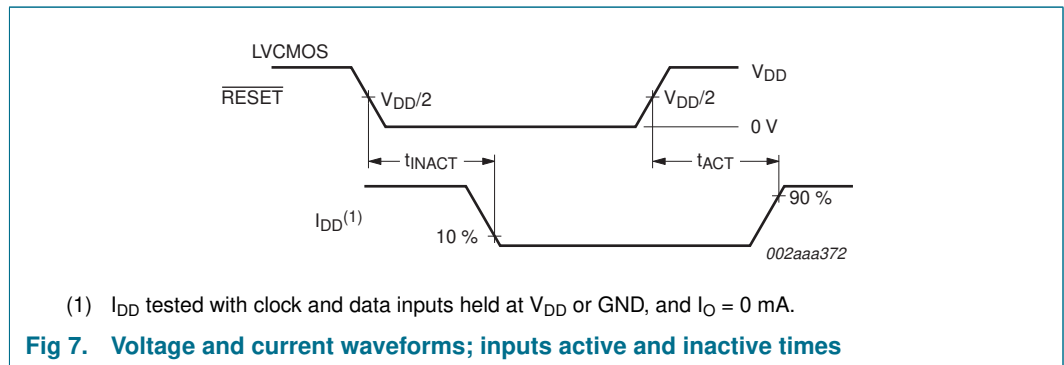 LVCMOS
RESET
VDD/2
VDD/2
VDD
0 V
tINACT
tACT
IDD(1)
10 %
90 %
002aaa372
(1) IDD tested with clock and data inputs held at VDD or GND, and IO = 0 mA.
Fig 7. Voltage and current waveforms; inputs active and inactive times